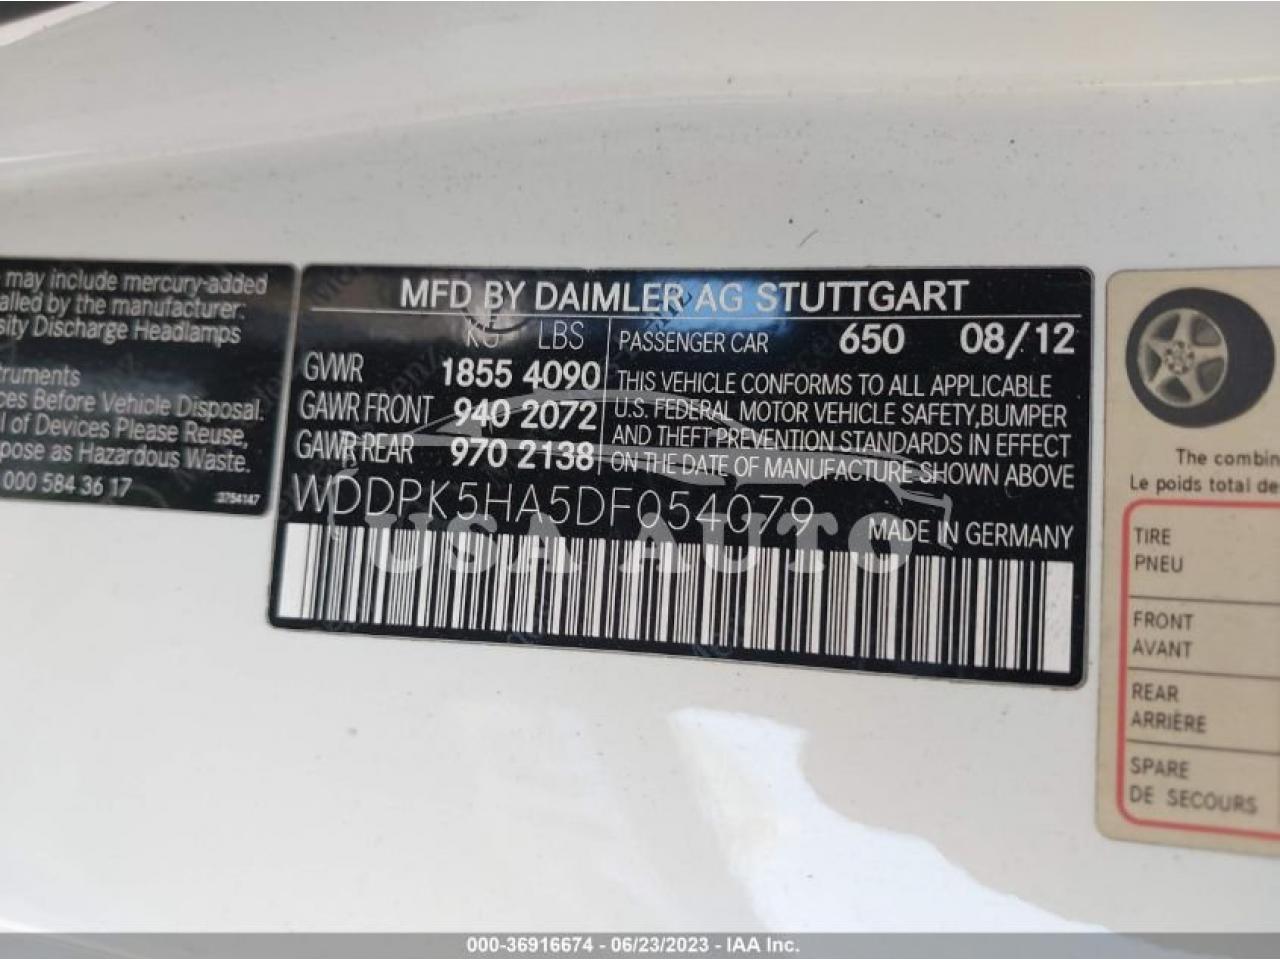 may include mercury-added
alled by the manufacturer:
sity Discharge Headlamps
truments
ces Before Vehicle Disposal.
l of Devices Please Reuse,
pose as Hazardous Waste.
000 584 36 17
3754147
MFD BY DAIMLER AG STUTTGART
KG LBS
PASSENGER CAR 650 08/12
GVWR 1855 4090
GAWR FRONT 940 2072
GAWR REAR 970 2138
THIS VEHICLE CONFORMS TO ALL APPLICABLE
U.S. FEDERAL MOTOR VEHICLE SAFETY,BUMPER
AND THEFT PREVENTION STANDARDS IN EFFECT
ON THE DATE OF MANUFACTURE SHOWN ABOVE
WDDPK5HA5DF054079
MADE IN GERMANY
USA AUTO
The combin
Le poids total de
TIRE
PNEU
FRONT
AVANT
REAR
ARRIÈRE
SPARE
DE SECOURS
000-36916674 - 06/23/2023 - IAA Inc.